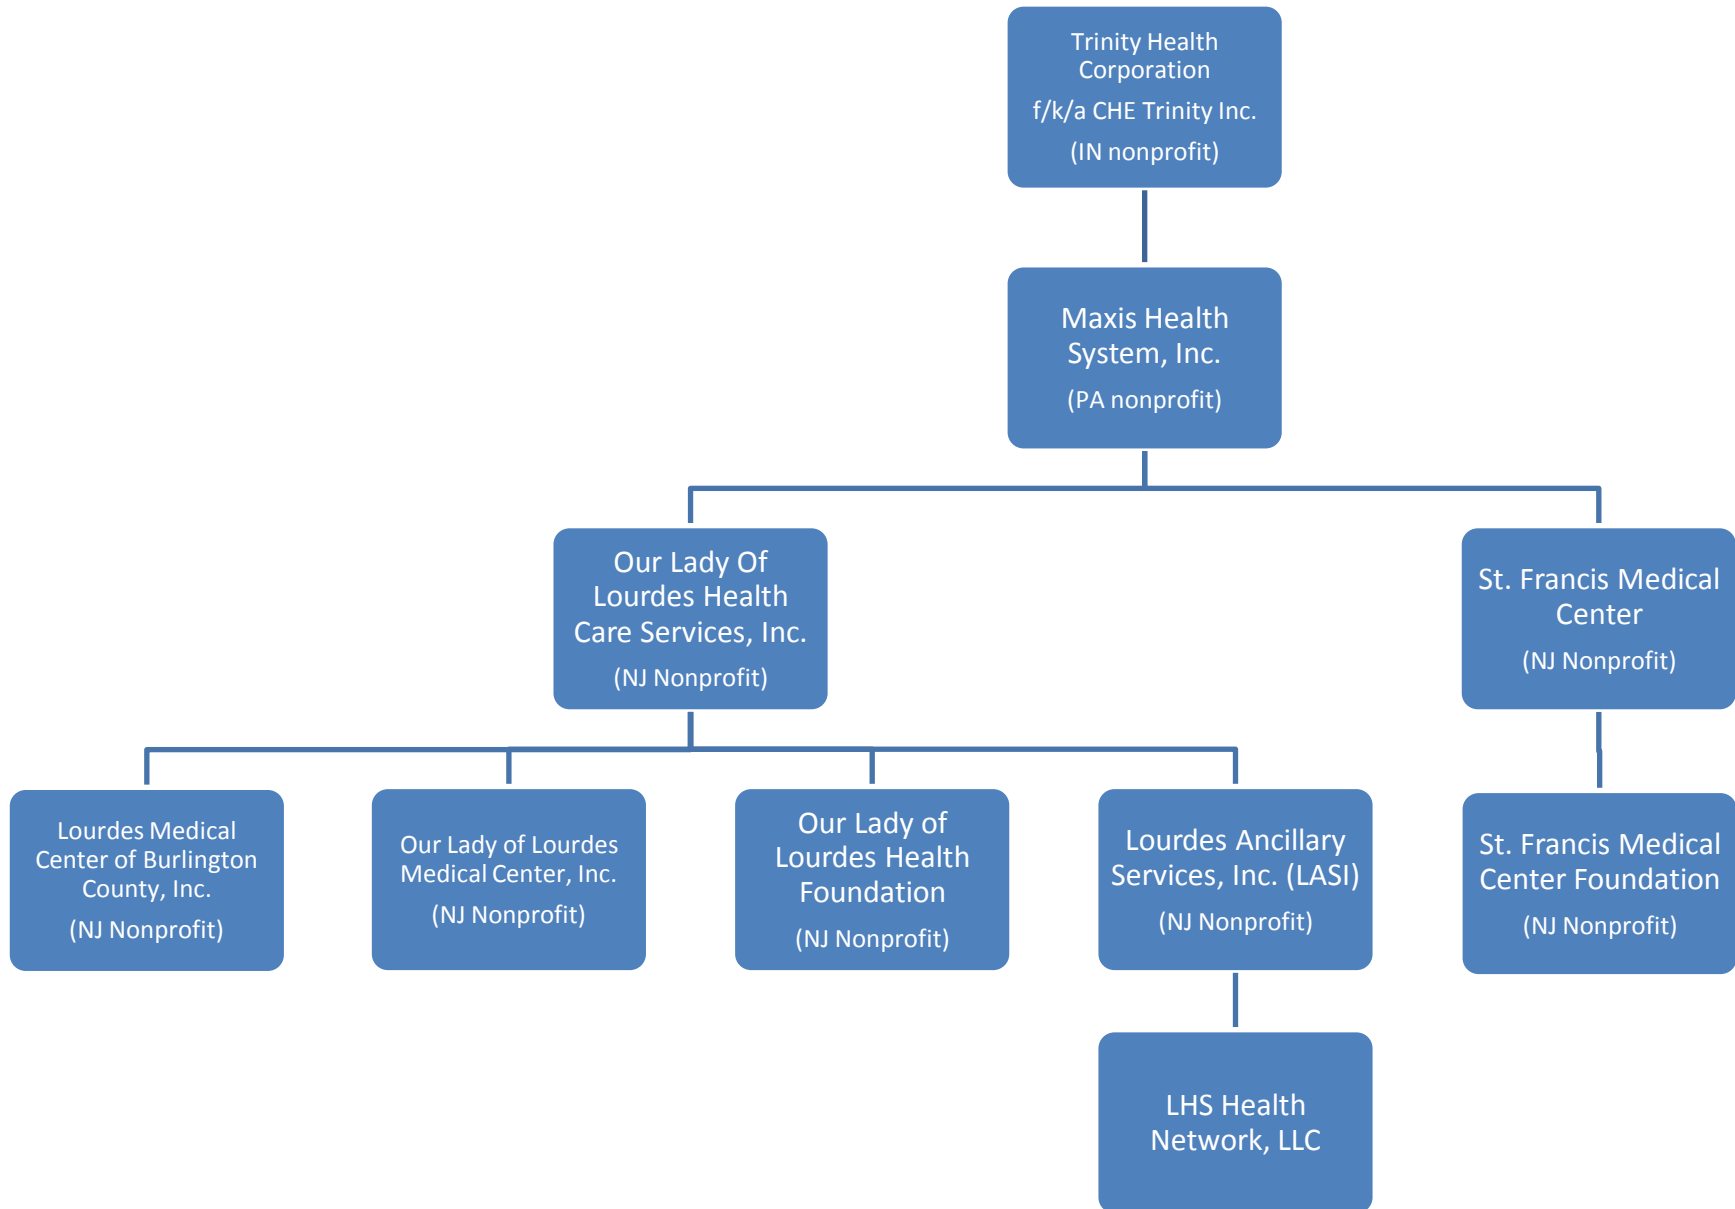 Trinity Health
Corporation
f/k/a CHE Trinity Inc.
(IN nonprofit)
Maxis Health
System, Inc.
(PA nonprofit)
Our Lady Of
Lourdes Health
Care Services, Inc.
(NJ Nonprofit)
St. Francis Medical
Center
(NJ Nonprofit)
Lourdes Medical
Center of Burlington
County, Inc.
(NJ Nonprofit)
Our Lady of Lourdes
Medical Center, Inc.
(NJ Nonprofit)
Our Lady of
Lourdes Health
Foundation
(NJ Nonprofit)
Lourdes Ancillary
Services, Inc. (LASI)
(NJ Nonprofit)
St. Francis Medical
Center Foundation
(NJ Nonprofit)
LHS Health
Network, LLC